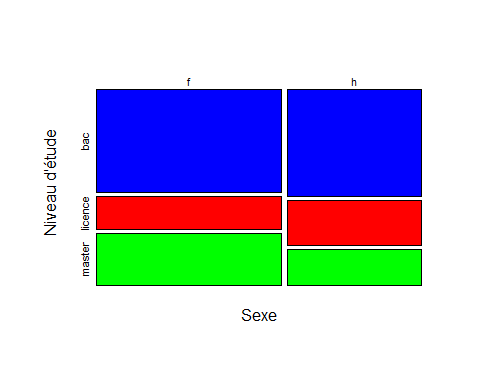 f
h
bac
licence
master
Niveau d'étude
Sexe